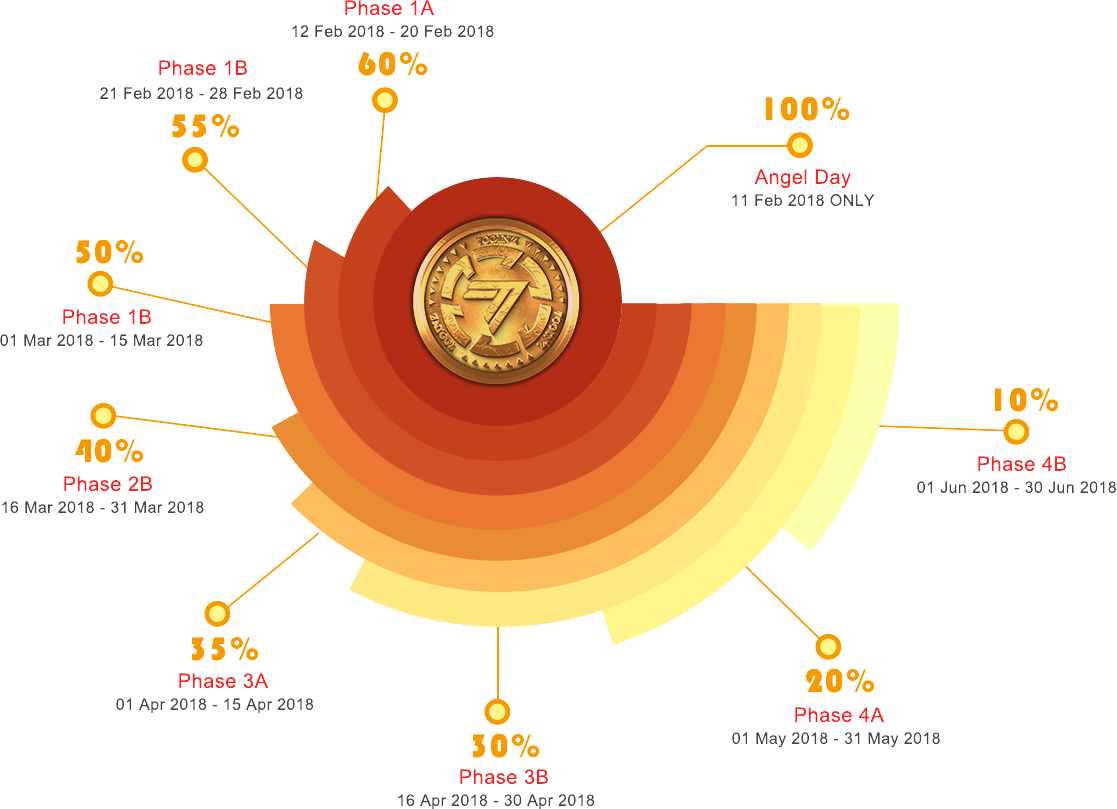 Phase 1A
12 Feb 2018 - 20 Feb 2018
60%
Phase 1B
21 Feb 2018 - 28 Feb 2018
55%
100%
Angel Day
11 Feb 2018 ONLY
50%
Phase 1B
01 Mar 2018 - 15 Mar 2018
40%
Phase 2B
16 Mar 2018 - 31 Mar 2018
10%
Phase 4B
01 Jun 2018 - 30 Jun 2018
35%
Phase 3A
01 Apr 2018 - 15 Apr 2018
20%
Phase 4A
01 May 2018 - 31 May 2018
30%
Phase 3B
16 Apr 2018 - 30 Apr 2018